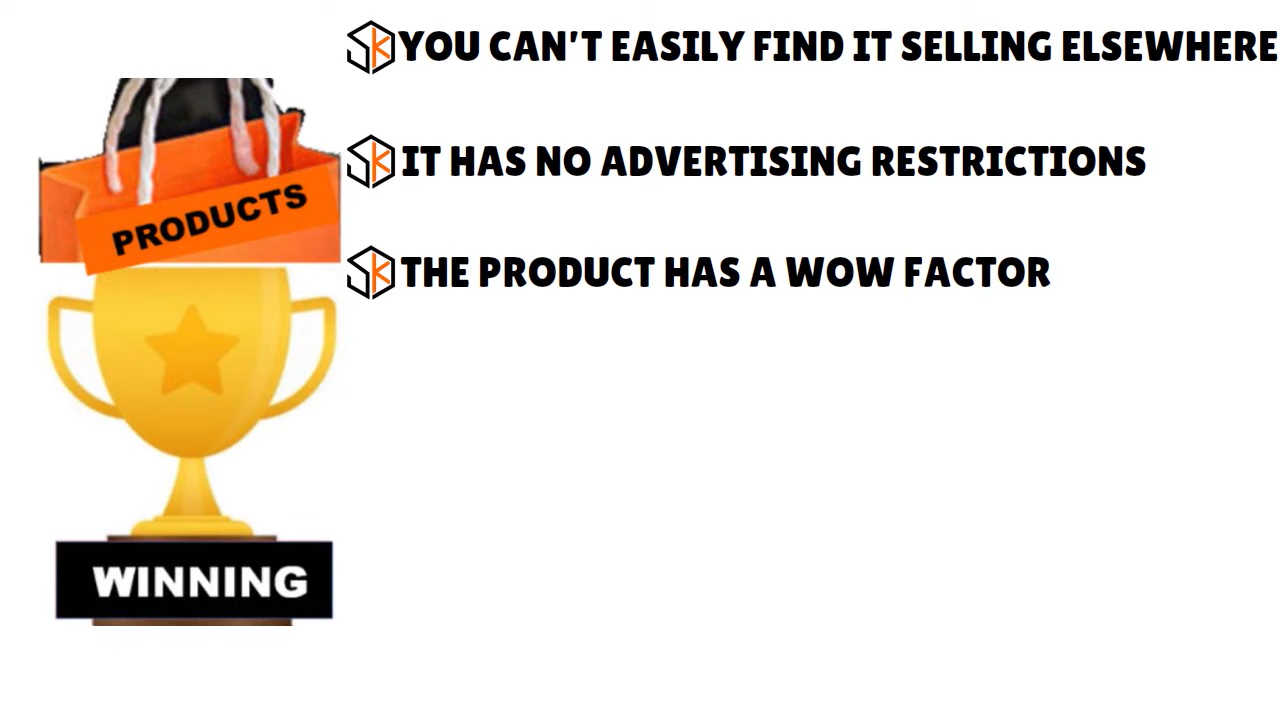 YOU CAN'T EASILY FIND IT SELLING ELSEWHERE
IT HAS NO ADVERTISING RESTRICTIONS
THE PRODUCT HAS A WOW FACTOR
PRODUCTS
WINNING